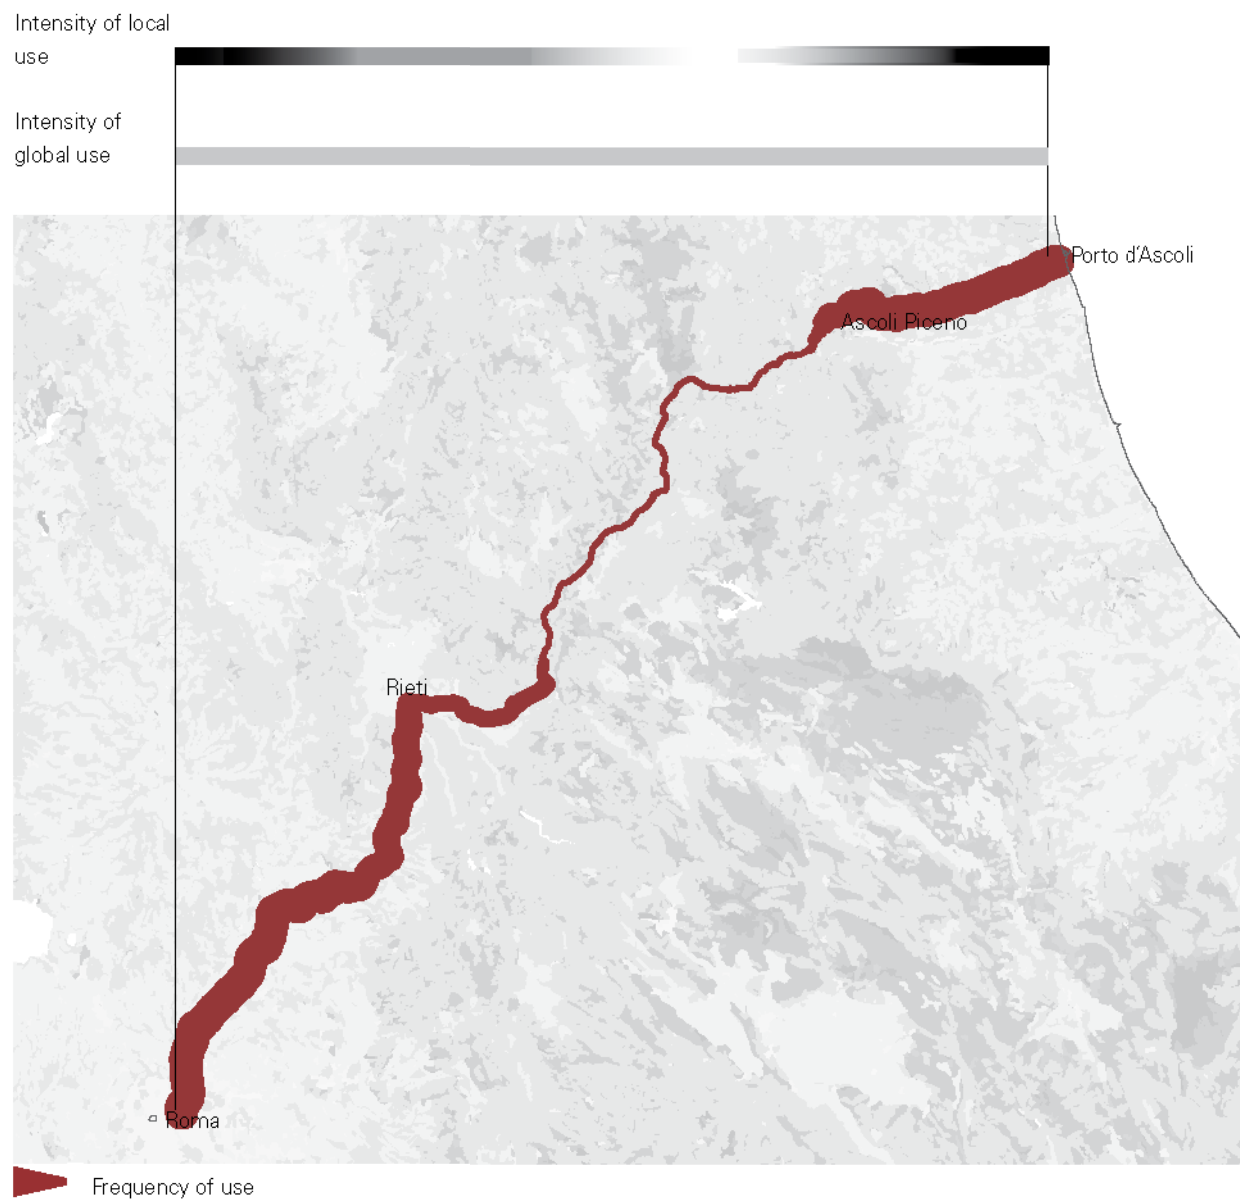 Intensity of local
use
Intensity of
global use
Porto d'Ascoli
Ascoli Piceno
Rieti
Roma
Frequency of use